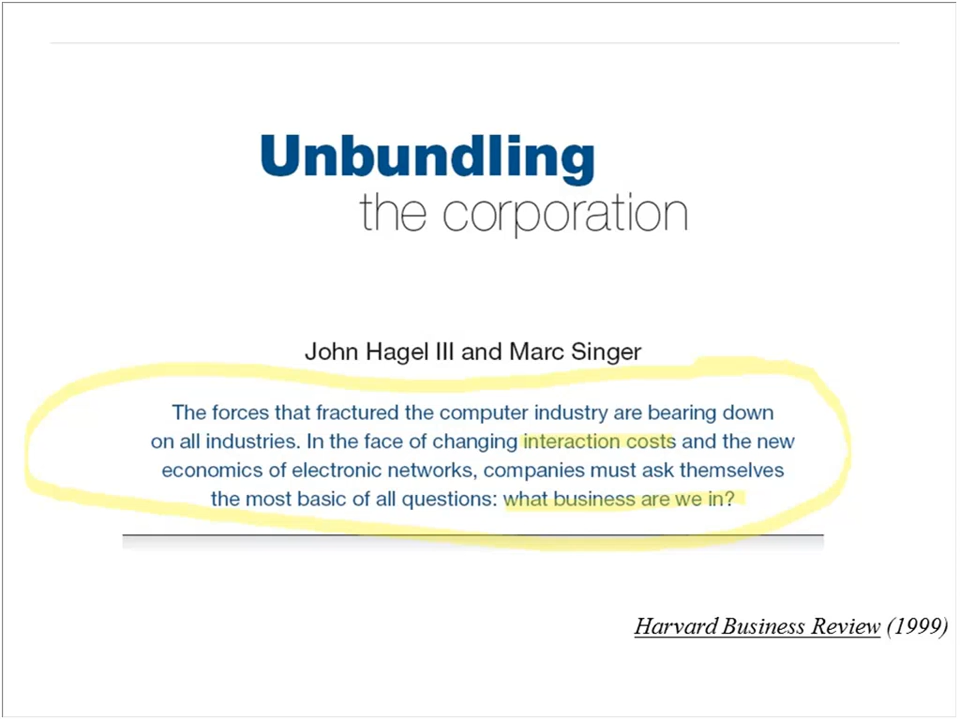 Unbundling
the corporation
John Hagel III and Marc Singer
The forces that fractured the computer industry are bearing down
on all industries. In the face of changing interaction costs and the new
economics of electronic networks, companies must ask themselves
the most basic of all questions: what business are we in?
Harvard Business Review (1999)